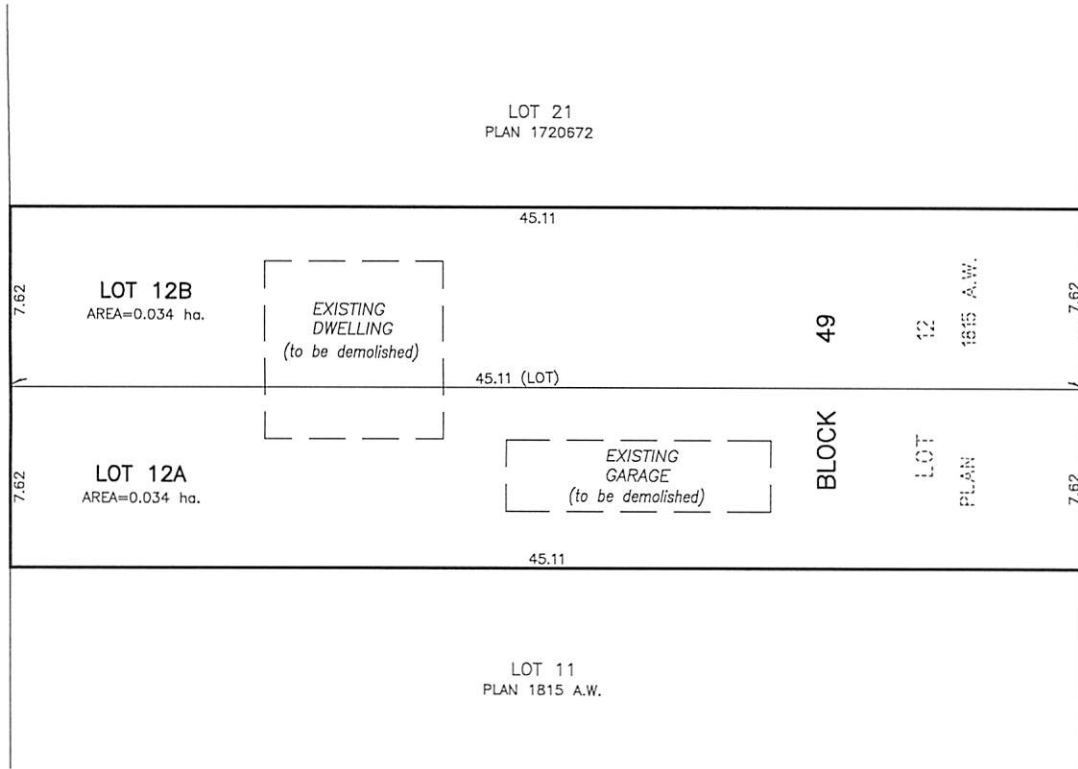 LOT 21
PLAN 1720672
45.11
7.62
LOT 12B
AREA=0.034 ha.
EXISTING
DWELLING
(to be demolished)
49
12
1815 A.W.
7.62
45.11 (LOT)
7.62
LOT 12A
AREA=0.034 ha.
EXISTING
GARAGE
(to be demolished)
BLOCK
LOT
PLAN
7.62
45.11
LOT 11
PLAN 1815 A.W.